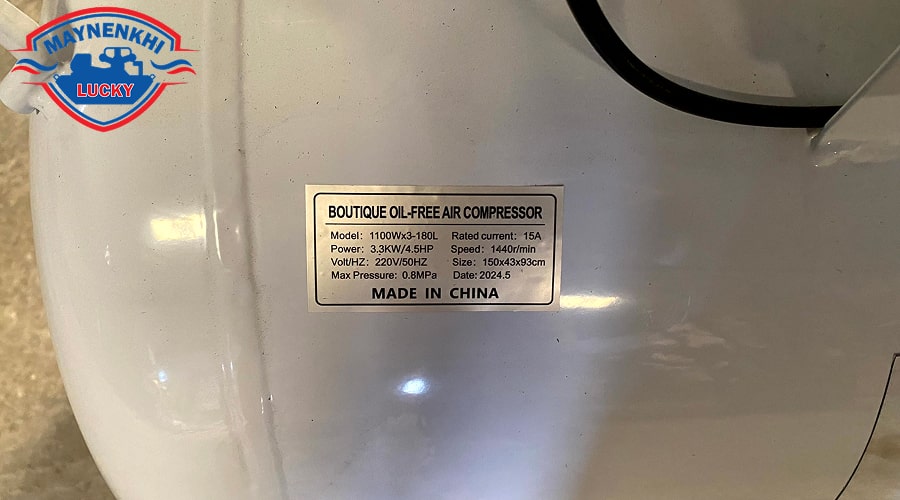 MAYNENKHI
LUCKY
BOUTIQUE OIL-FREE AIR COMPRESSOR
Model: 1100Wx3-180L Rated current: 15A
Power: 3.3KW/4.5HP Speed: 1440r/min
Volt/HZ: 220V/50HZ Size: 150x43x93cm
Max Pressure: 0.8MPa Date: 2024.5
MADE IN CHINA